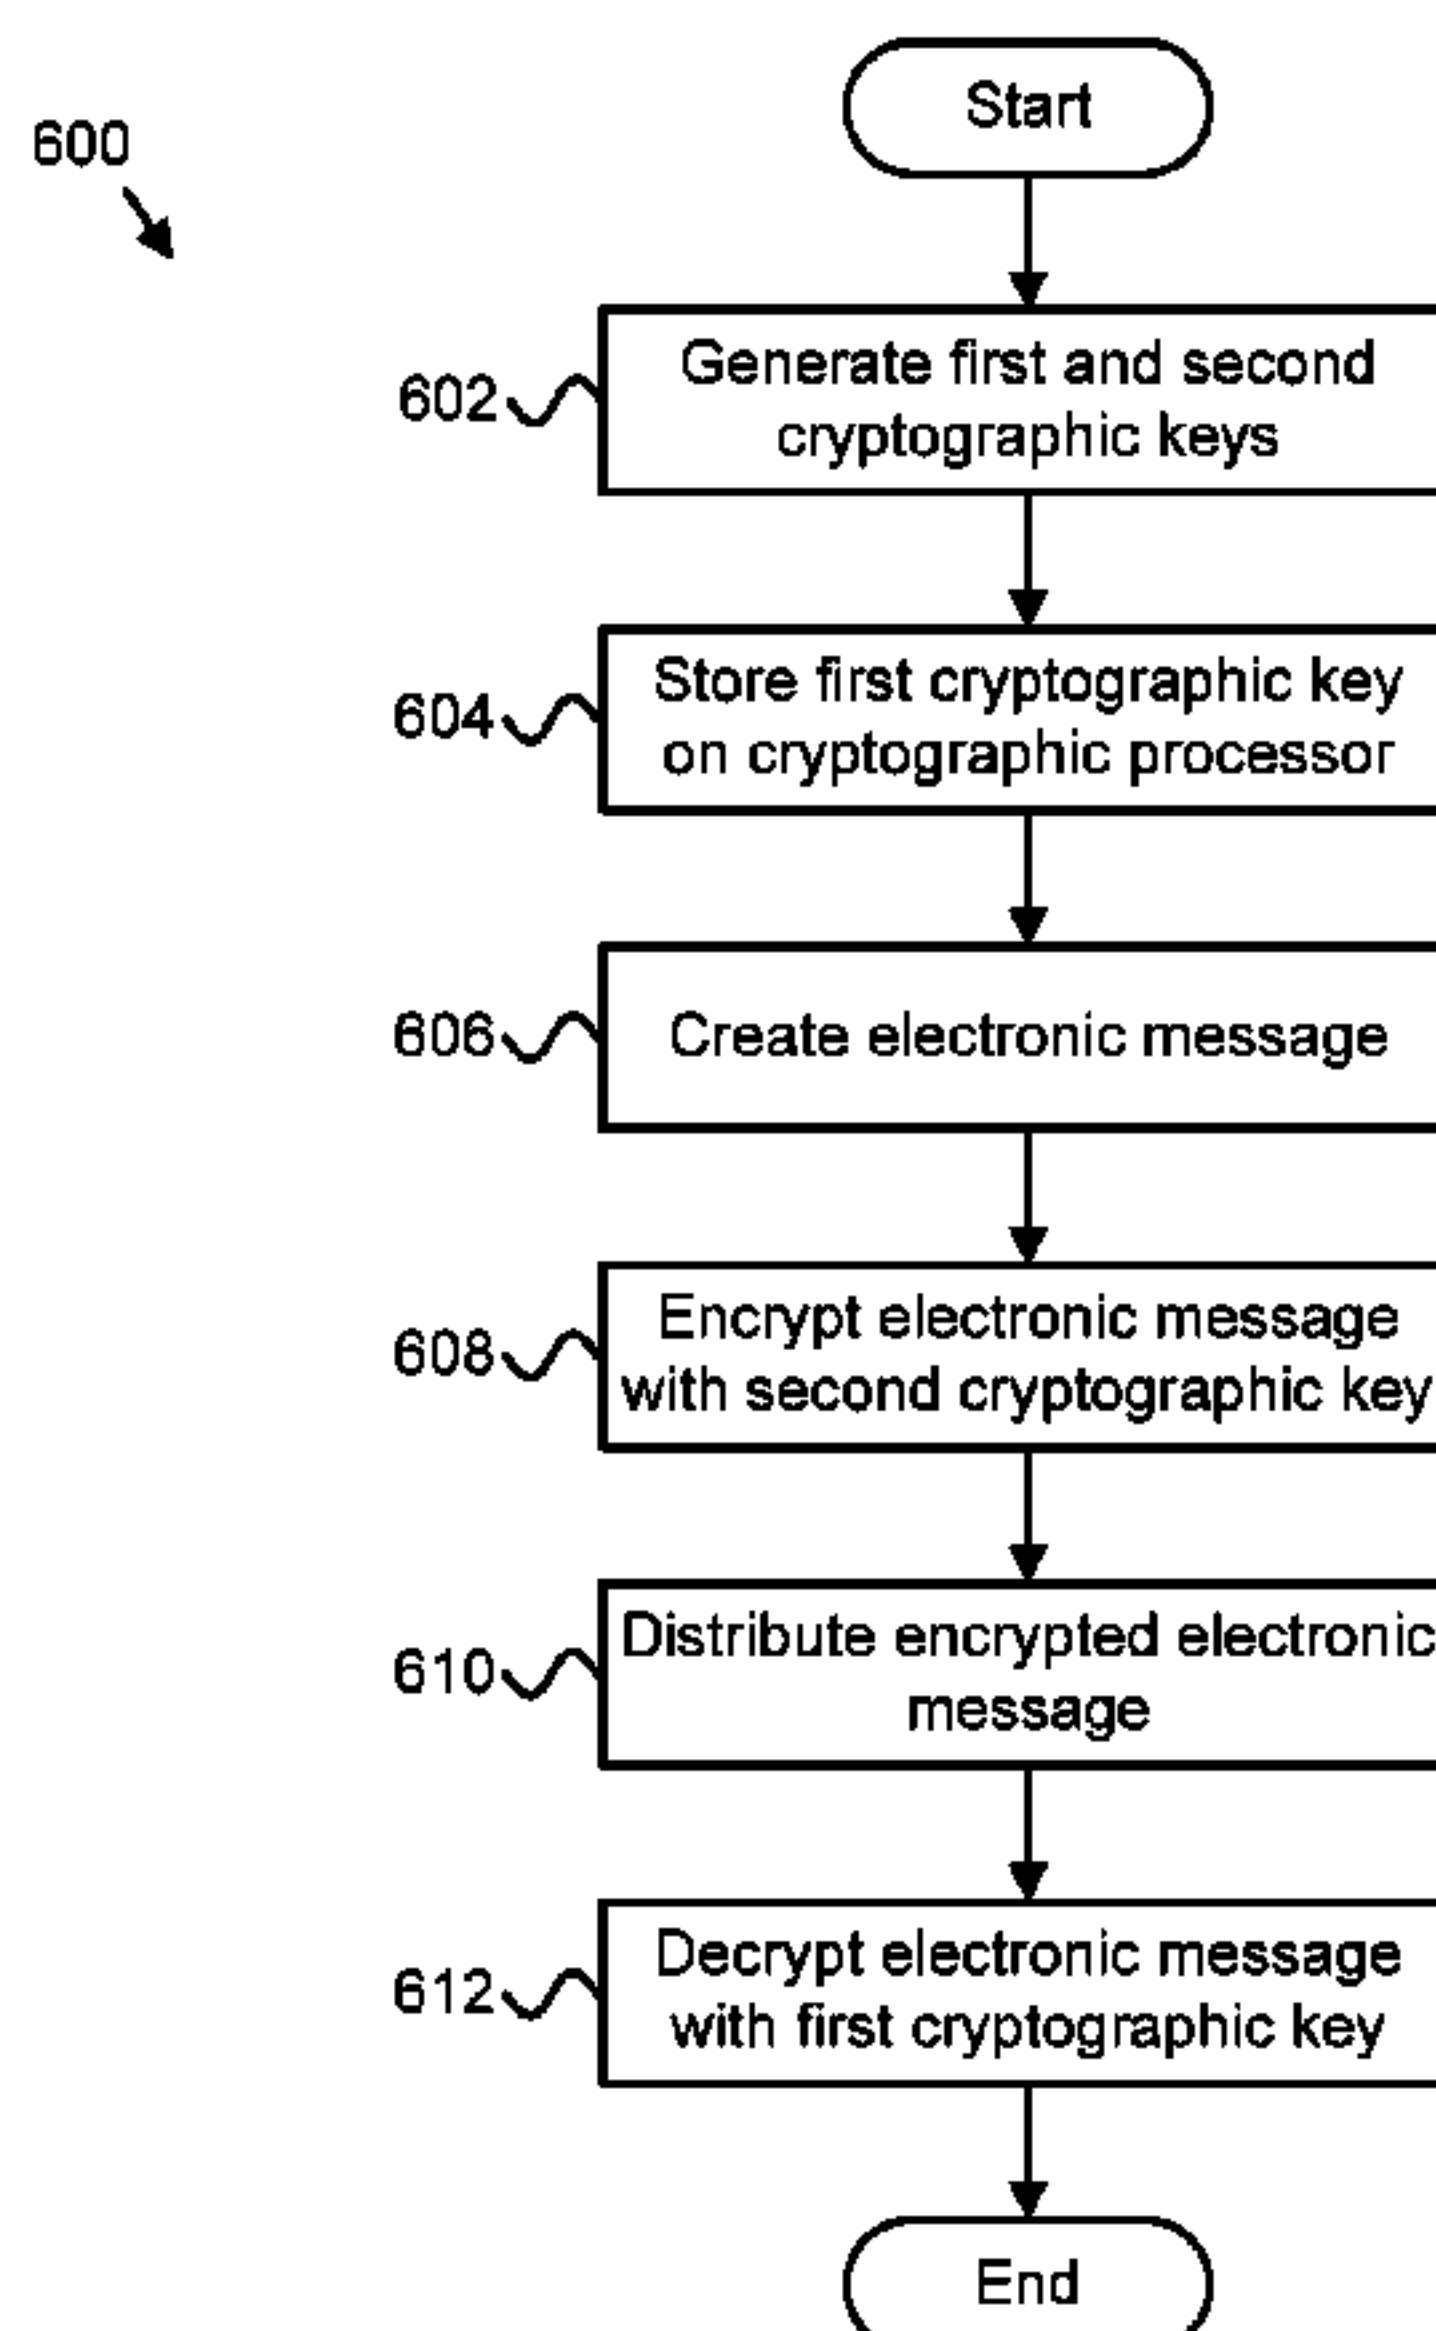 Start
600
Generate first and second
602
cryptographic keys
Store first cryptographic key
604
on cryptographic processor
606
Create electronic message
Encrypt electronic message
608
with second cryptographic key
Distribute encrypted electronic
610
message
Decrypt electronic message
612
with first cryptographic key
End